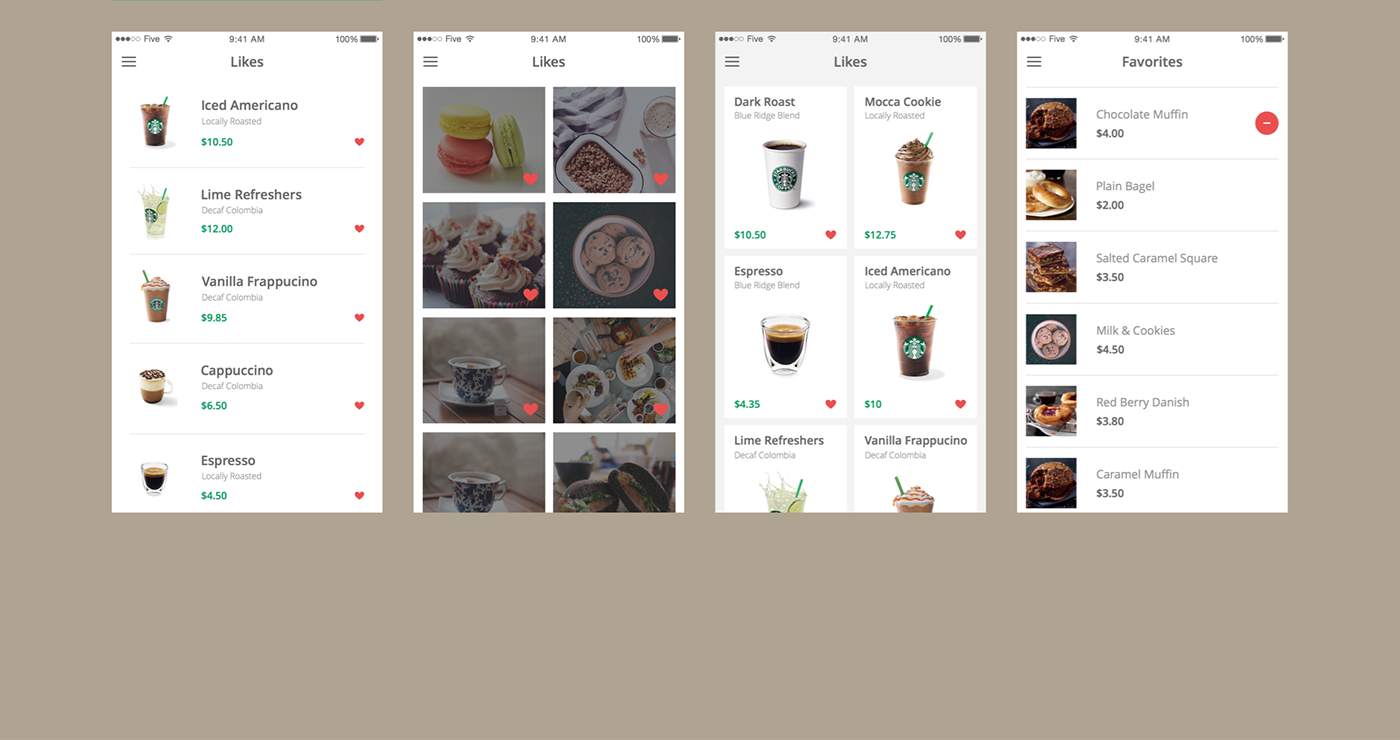 Five 9:41 AM 100%
Likes
Iced Americano
Locally Roasted
$10.50
Lime Refreshers
Decaf Colombia
$12.00
Vanilla Frappucino
Decaf Colombia
$9.85
Cappuccino
Decaf Colombia
$6.50
Espresso
Locally Roasted
$4.50
Five 9:41 AM 100%
Likes
Five 9:41 AM 100%
Likes
Dark Roast
Blue Ridge Blend
$10.50
Mocca Cookie
Locally Roasted
$12.75
Espresso
Blue Ridge Blend
$4.35
Iced Americano
Locally Roasted
$10
Lime Refreshers
Decaf Colombia
Vanilla Frappucino
Decaf Colombia
Five 9:41 AM 100%
Favorites
Chocolate Muffin
$4.00
Plain Bagel
$2.00
Salted Caramel Square
$3.50
Milk & Cookies
$4.50
Red Berry Danish
$3.80
Caramel Muffin
$3.50